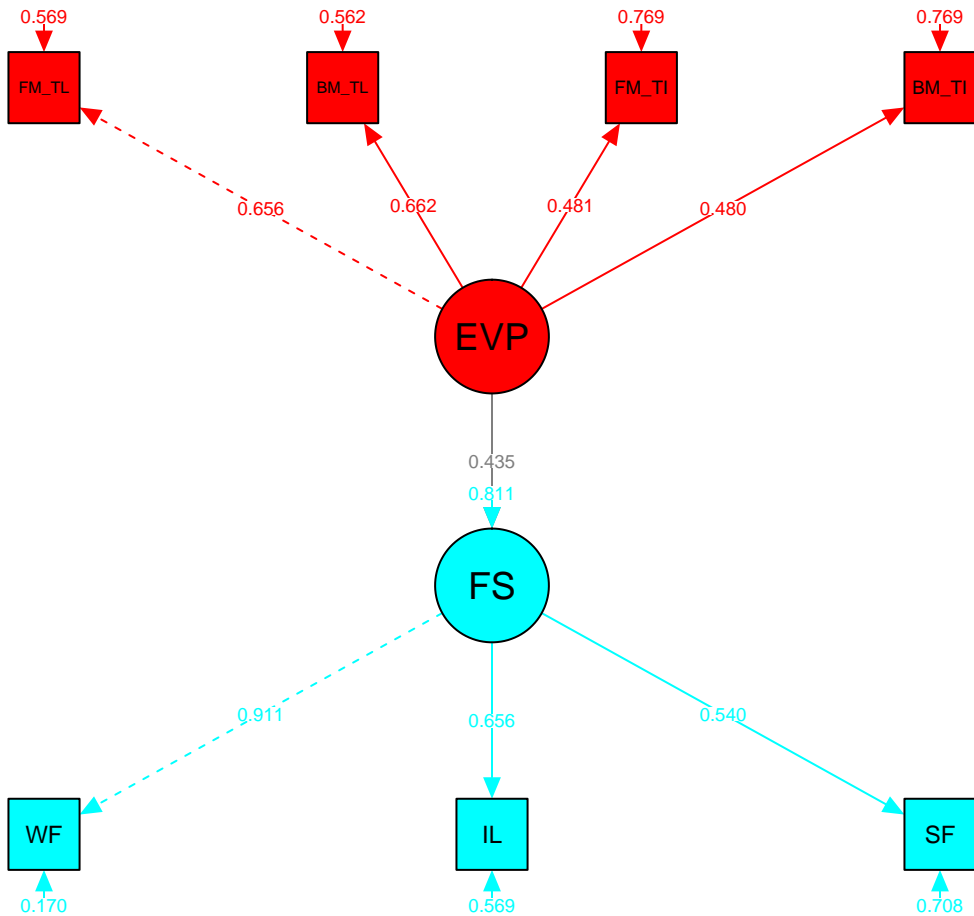 0.569 0.562 0.769 0.769
FM_TL BM_TL FM_TI BM_TI
0.656 0.662 0.481 0.480
EVP
0.435
0.811
FS
0.911 0.656 0.540
WF IL SF
0.170 0.569 0.708